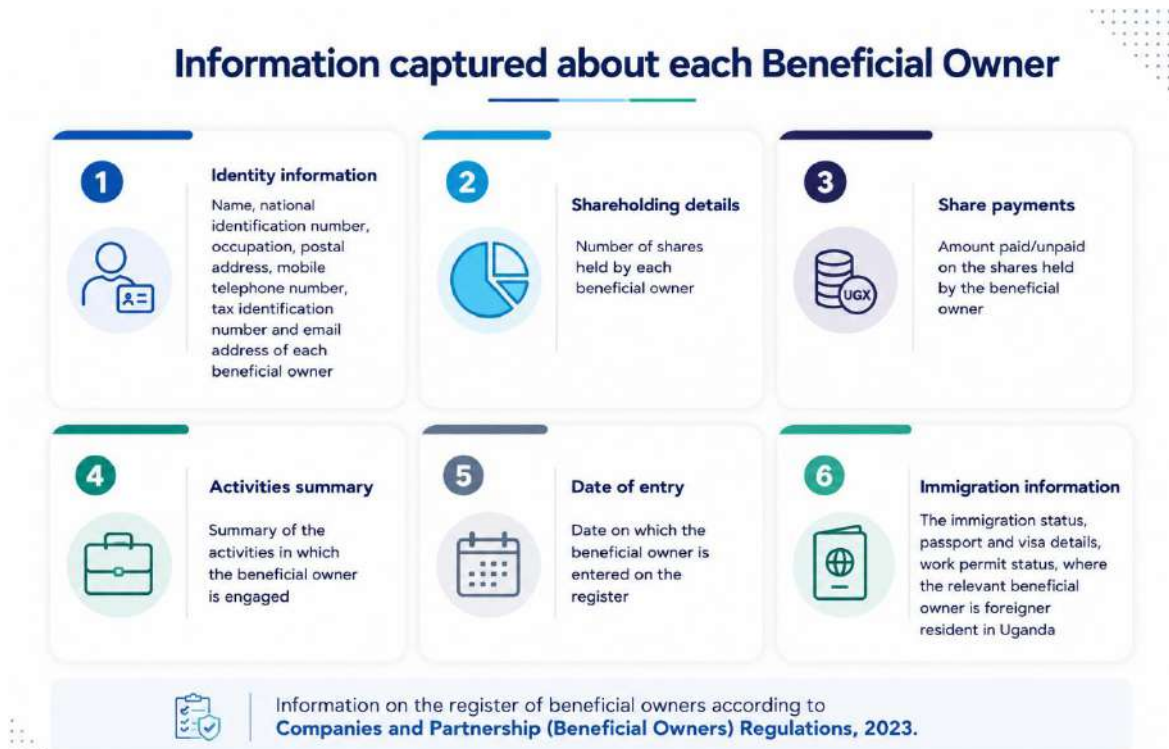 Information captured about each Beneficial Owner
1
Identity information
Name, national
identification number,
occupation, postal
address, mobile
telephone number,
tax identification
number and email
address of each
beneficial owner
2
Shareholding details
Number of shares
held by each
beneficial owner
3
UGX
Share payments
Amount paid/unpaid
on the shares held
by the beneficial
owner
4
Activities summary
Summary of the
activities in which
the beneficial owner
is engaged
5
Date of entry
Date on which the
beneficial owner is
entered on the
register
6
Immigration information
The immigration status,
passport and visa details,
work permit status, where
the relevant beneficial
owner is foreigner
resident in Uganda
Information on the register of beneficial owners according to
Companies and Partnership (Beneficial Owners) Regulations, 2023.